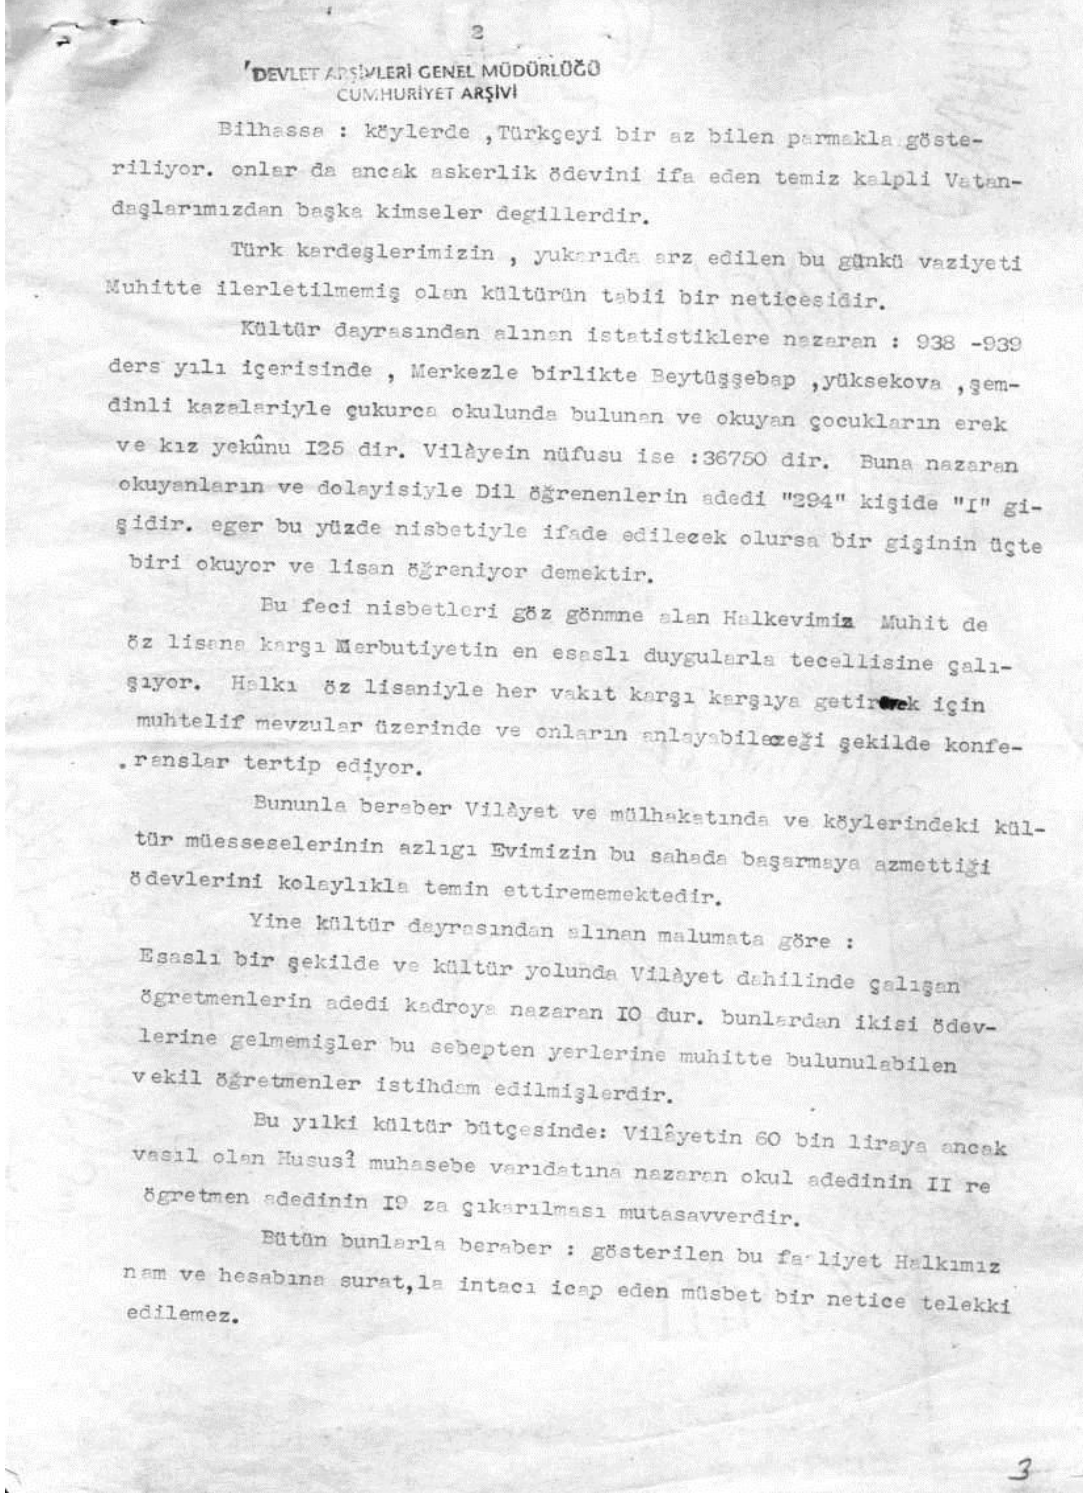 2
DEVLET ARŞİVLERİ GENEL MÜDÜRLÜĞÜ
CUMHURİYET ARŞİVİ
Bilhassa : köylerde ,Türkçeyi bir az bilen parmakla göste-
riliyor. onlar da ancak askerlik ödevini ifa eden temiz kalpli Vatan-
daşlarımızdan başka kimseler degillerdir.
Türk kardeşlerimizin , yukarıda arz edilen bu günkü vaziyeti
Muhitte ilerletilmemiş olan kültürün tabii bir neticesidir.
Kültür dayrasından alınan istatistiklere nazaran : 938 -939
ders yılı içerisinde , Merkezle birlikte Beytüşşebap ,yüksekova ,şem-
dinli kazalariyle çukurca okulunda bulunan ve okuyan çocukların erek
ve kız yekûnu I25 dir. Vilâyein nüfusu ise :36750 dir. Buna nazaran
okuyanların ve dolayisiyle Dil öğrenenlerin adedi "294" kişide "I" gi-
şidir. eger bu yüzde nisbetiyle ifade edilecek olursa bir gişinin üçte
biri okuyor ve lisan öğreniyor demektir.
Bu feci nisbetleri göz gönmne alan Halkevimiz Muhit de
öz lisana karşı Merbutiyetin en esaslı duygularla tecellisine çalı-
şıyor. Halkı öz lisaniyle her vakıt karşı karşıya getirerek için
muhtelif mevzular üzerinde ve onların anlayabileceği şekilde konfe-
ranslar tertip ediyor.
Bununla beraber Vilâyet ve mülhakatında ve köylerindeki kül-
tür müesseselerinin azlıgı Evimizin bu sahada başarmaya azmettiği
ödevlerini kolaylıkla temin ettirememektedir.
Yine kültür dayrasından alınan malumata göre :
Esaslı bir şekilde ve kültür yolunda Vilâyet dahilinde çalışan
ögretmenlerin adedi kadroya nazaran IO dur. bunlardan ikisi ödev-
lerine gelmemişler bu sebepten yerlerine muhitte bulunulabilen
vekil öğretmenler istihdam edilmişlerdir.
Bu yılki kültür bütçesinde: Vilâyetin 60 bin liraya ancak
vasıl olan Hususî muhasebe varıdatına nazaran okul adedinin II re
ögretmen adedinin I9 za çıkarılması mutasavverdir.
Bütün bunlarla beraber : gösterilen bu faaliyet Halkımız
nam ve hesabına surat,la intacı icap eden müsbet bir netice telekki
edilemez.
3